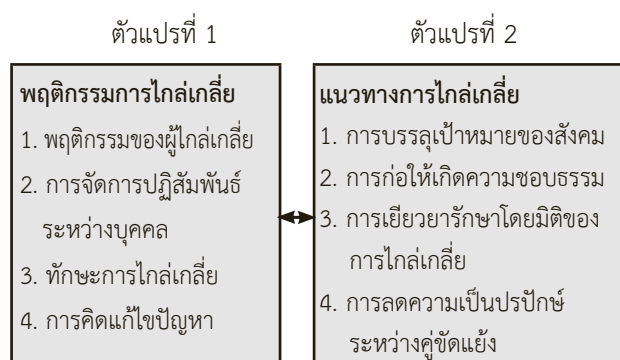 ตัวแปรที่ 1
พฤติกรรมการไกล่เกลี่ย
1. พฤติกรรมของผู้ไกล่เกลี่ย
2. การจัดการปฏิสัมพันธ์
ระหว่างบุคคล
3. ทักษะการไกล่เกลี่ย
4. การคิดแก้ไขปัญหา
ตัวแปรที่ 2
แนวทางการไกล่เกลี่ย
1. การบรรลุเป้าหมายของสังคม
2. การก่อให้เกิดความชอบธรรม
3. การเยียวยารักษาโดยมิติของ
การไกล่เกลี่ย
4. การลดความเป็นปรปักษ์
ระหว่างคู่ขัดแย้ง